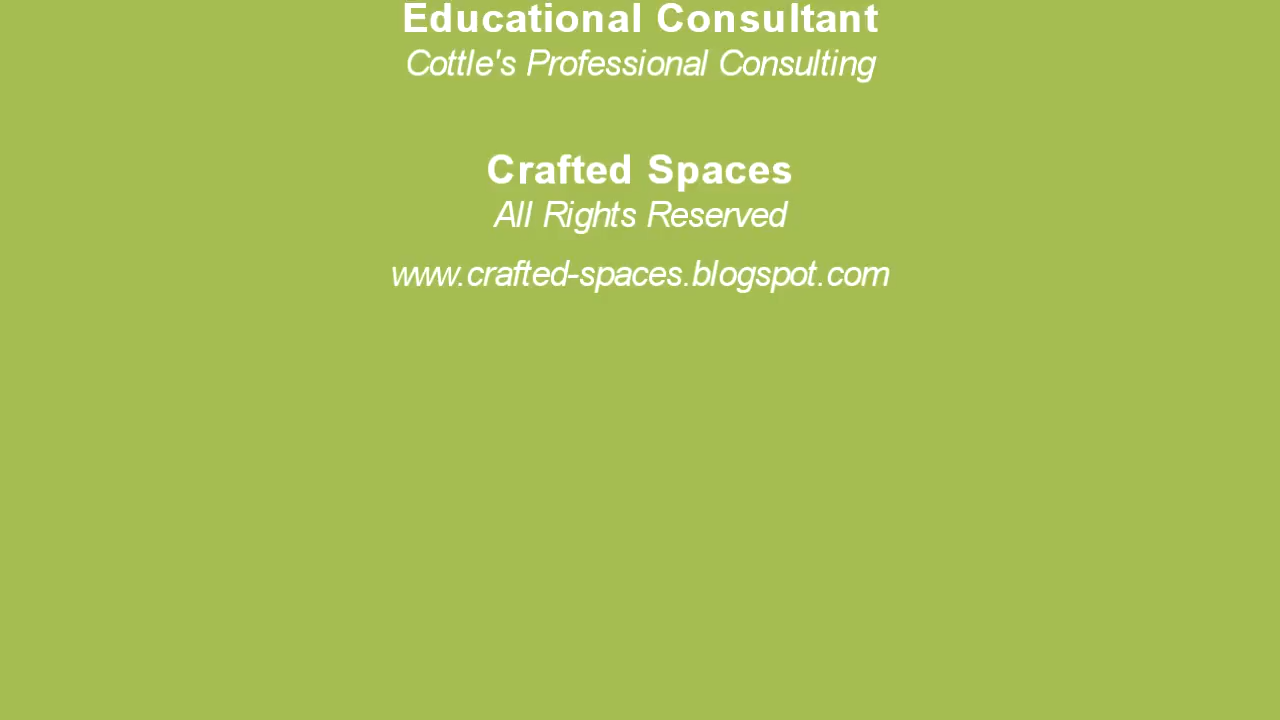 Educational Consultant
Cottle's Professional Consulting
Crafted Spaces
All Rights Reserved
www.crafted-spaces.blogspot.com